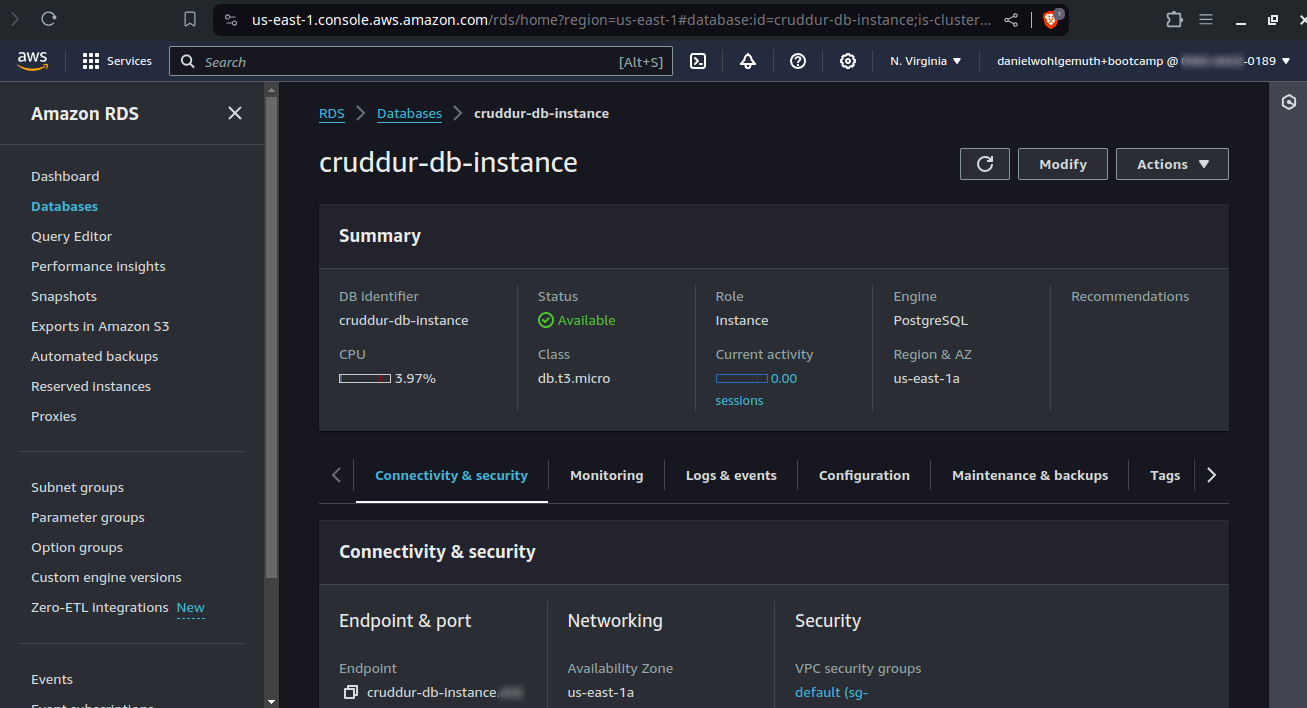 us-east-1.console.aws.amazon.com/rds/home?region=us-east-1#database:id=cruddur-db-instance;is-cluster...
1
aws
Services
Search
[Alt+S]
N. Virginia
danielwohlgemuth+bootcamp @
-0189
Amazon RDS
Dashboard
Databases
Query Editor
Performance insights
Snapshots
Exports in Amazon S3
Automated backups
Reserved instances
Proxies
Subnet groups
Parameter groups
Option groups
Custom engine versions
Zero-ETL integrations New
Events
Event subscriptions
RDS
Databases
cruddur-db-instance
cruddur-db-instance
Modify
Actions
Summary
DB identifier
cruddur-db-instance
Status
Available
Role
Instance
Engine
PostgreSQL
Recommendations
CPU
3.97%
Class
db.t3.micro
Current activity
0.00
sessions
Region & AZ
us-east-1a
Connectivity & security
Monitoring
Logs & events
Configuration
Maintenance & backups
Tags
Connectivity & security
Endpoint & port
Endpoint
cruddur-db-instance.
Networking
Availability Zone
us-east-1a
Security
VPC security groups
default (sg-